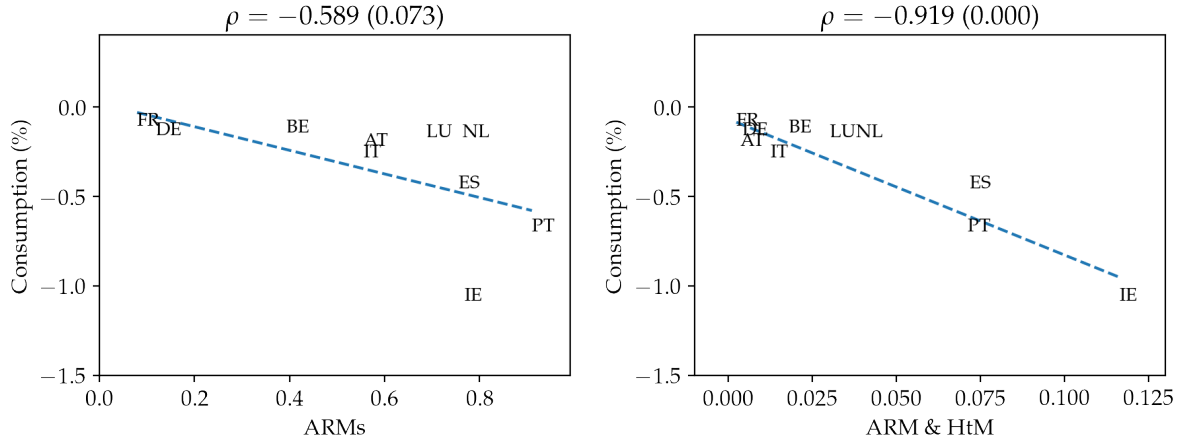 ρ = −0.589 (0.073)
Consumption (%)
0.0
−0.5
−1.0
−1.5
FR
DE
BE
AT
IT
LU
NL
ES
PT
IE
0.0
0.2
0.4
0.6
0.8
ARMs
ρ = −0.919 (0.000)
Consumption (%)
0.0
−0.5
−1.0
−1.5
FR
DE
AT
IT
BE
LU
NL
ES
PT
IE
0.000
0.025
0.050
0.075
0.100
0.125
ARM & HtM